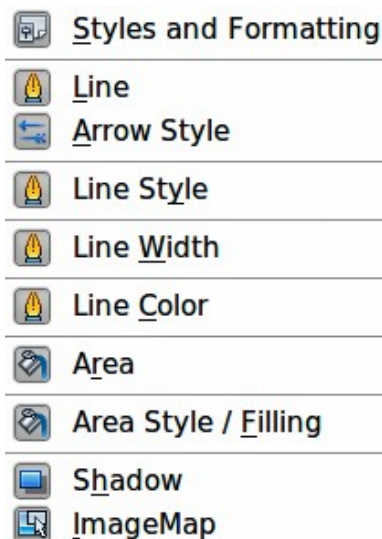 Styles and Formatting
Line
Arrow Style
Line Style
Line Width
Line Color
Area
Area Style / Filling
Shadow
ImageMap